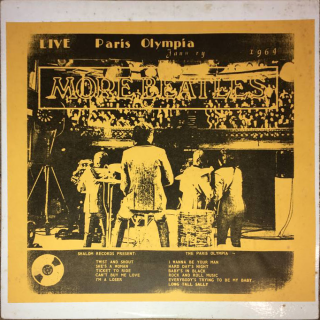 LIVE Paris Olympia
Jann 19 1964
MORE BEATLES
SHALOM RECORDS PRESENT:
TWIST AND SHOUT
SHE'S A WOMAN
TICKET TO RIDE
CAN'T BUY ME LOVE
I'M A LOSER
THE PARIS OLYMPIA
I WANNA BE YOUR MAN
HARD DAY'S NIGHT
BABY'S IN BLACK
ROCK AND ROLL MUSIC
EVERYBODY'S TRYING TO BE MY BABY
LONG TALL SALLY